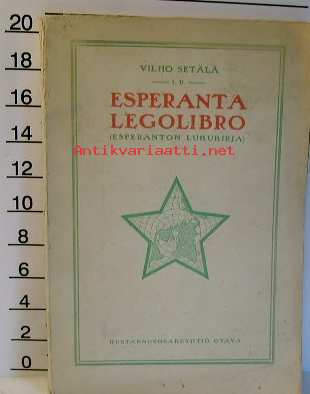 VILHO SETÄLÄ
L. K.
ESPERANTA
LEGOLIBRO
(ESPERANTON LUKUKIRJA)
Antikvariaatti.net
KUSTANNUSOSAKEYHTIÖ OTAVA
20
18
16
14
12
10
8
6
4
2
0